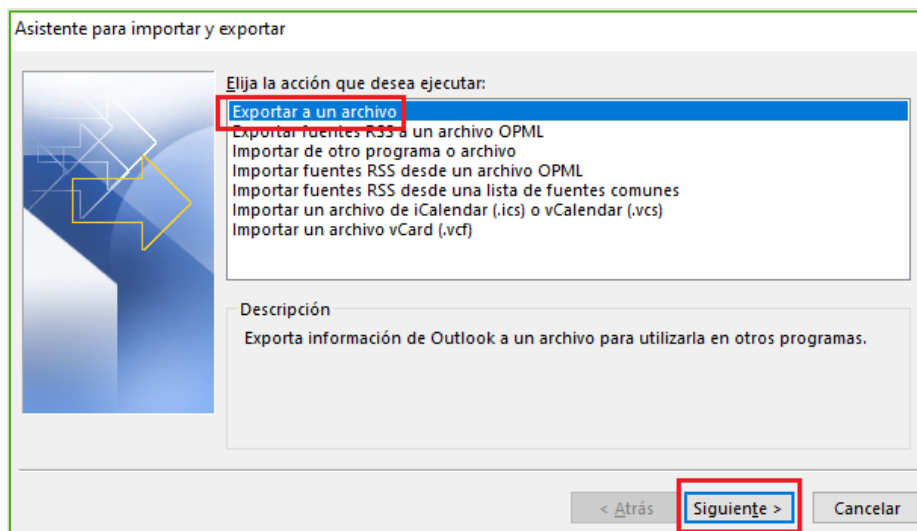 Asistente para importar y exportar
Elija la acción que desea ejecutar:
Exportar a un archivo
Exportar fuentes RSS a un archivo OPML
Importar de otro programa o archivo
Importar fuentes RSS desde un archivo OPML
Importar fuentes RSS desde una lista de fuentes comunes
Importar un archivo de iCalendar (.ics) o vCalendar (.vcs)
Importar un archivo vCard (.vcf)
Descripción
Exporta información de Outlook a un archivo para utilizarla en otros programas.
< Atrás Siguiente > Cancelar